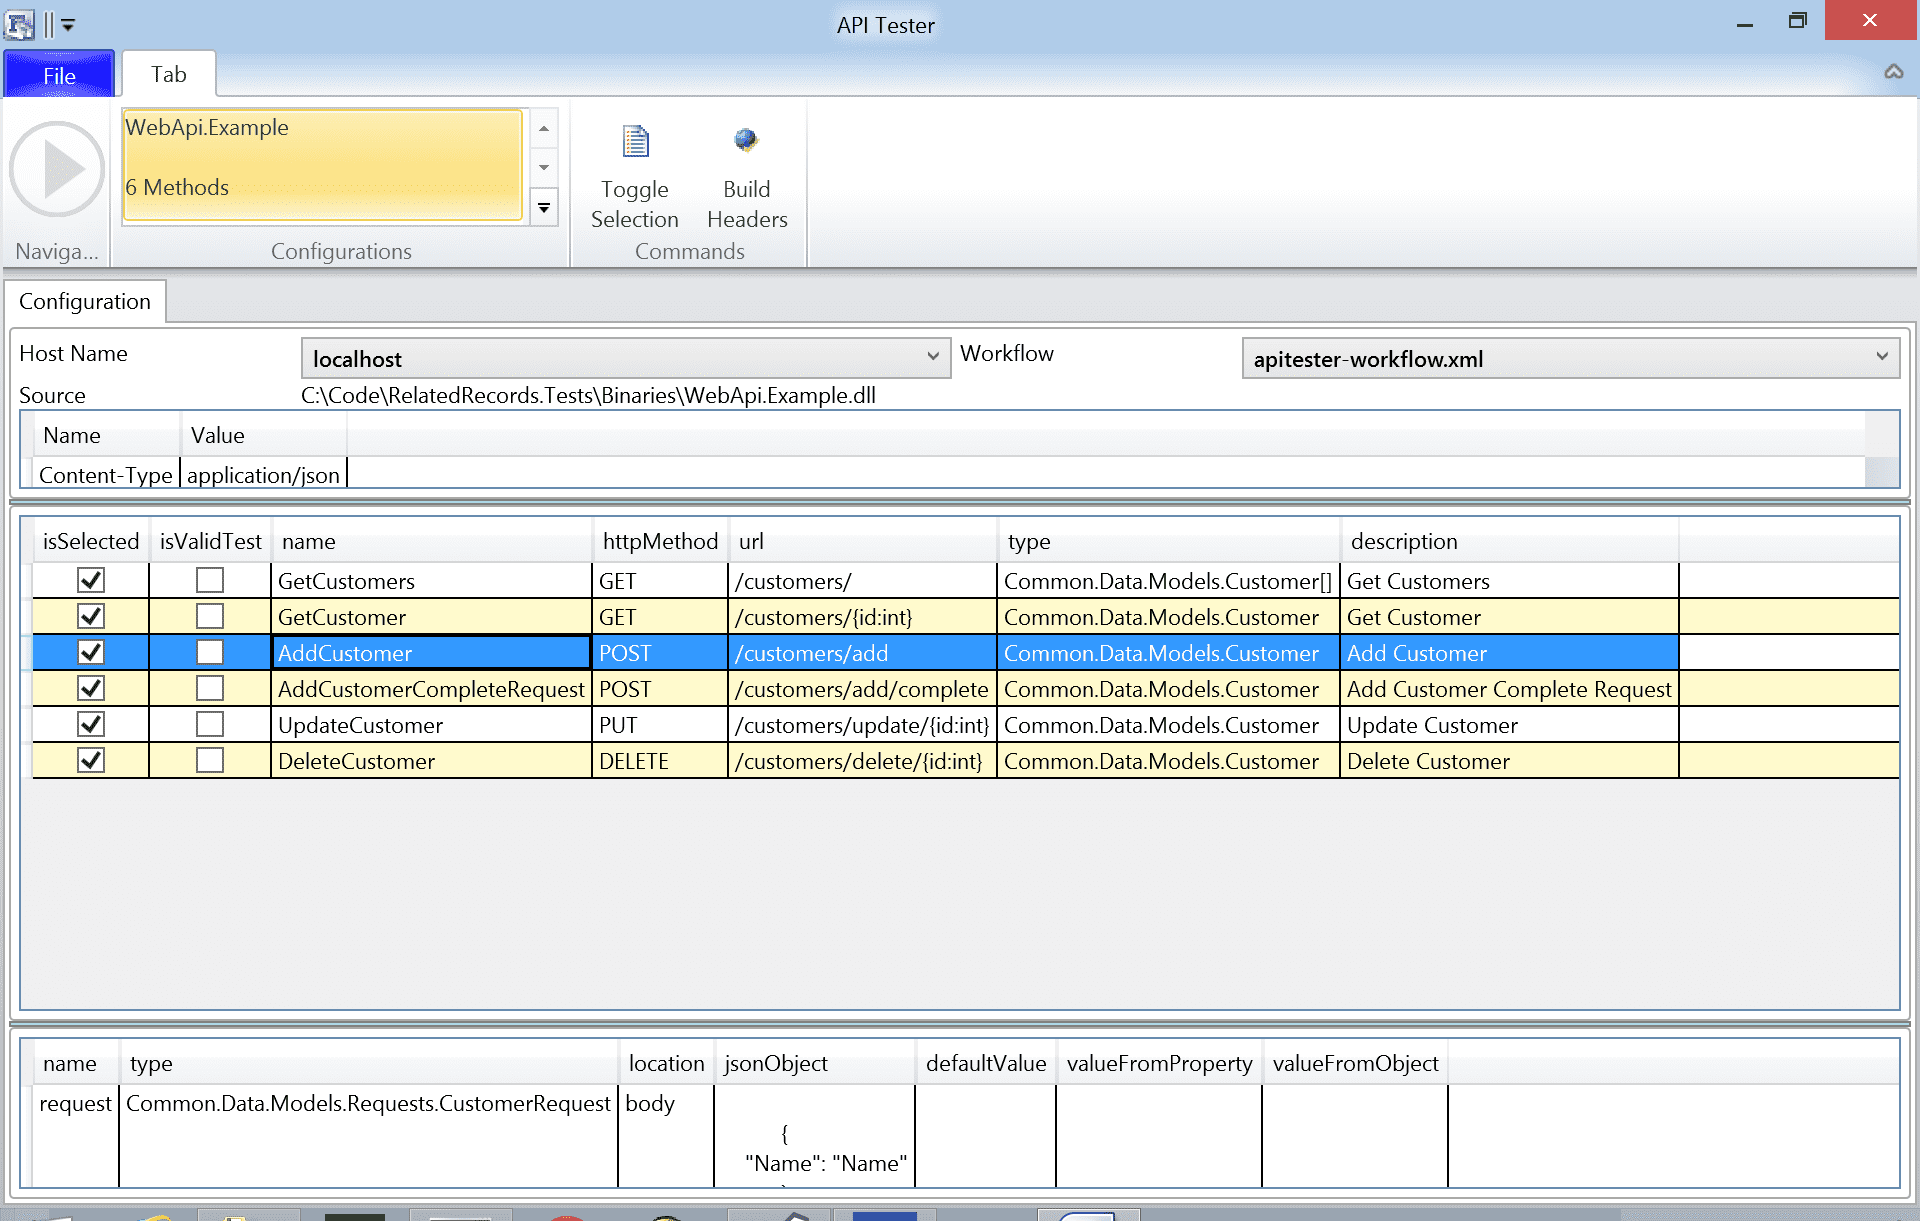 API Tester
File Tab
WebApi.Example
6 Methods
Toggle Selection
Build Headers
Naviga...
Configurations
Commands
Configuration
Host Name localhost Workflow apitester-workflow.xml
Source C:\Code\RelatedRecords.Tests\Binaries\WebApi.Example.dll
Name Value
Content-Type application/json
isSelected isValidTest name httpMethod url type description
GetCustomers GET /customers/ Common.Data.Models.Customer[] Get Customers
GetCustomer GET /customers/{id:int} Common.Data.Models.Customer Get Customer
AddCustomer POST /customers/add Common.Data.Models.Customer Add Customer
AddCustomerCompleteRequest POST /customers/add/complete Common.Data.Models.Customer Add Customer Complete Request
UpdateCustomer PUT /customers/update/{id:int} Common.Data.Models.Customer Update Customer
DeleteCustomer DELETE /customers/delete/{id:int} Common.Data.Models.Customer Delete Customer
name type location jsonObject defaultValue valueFromProperty valueFromObject
request Common.Data.Models.Requests.CustomerRequest body
{
"Name": "Name"